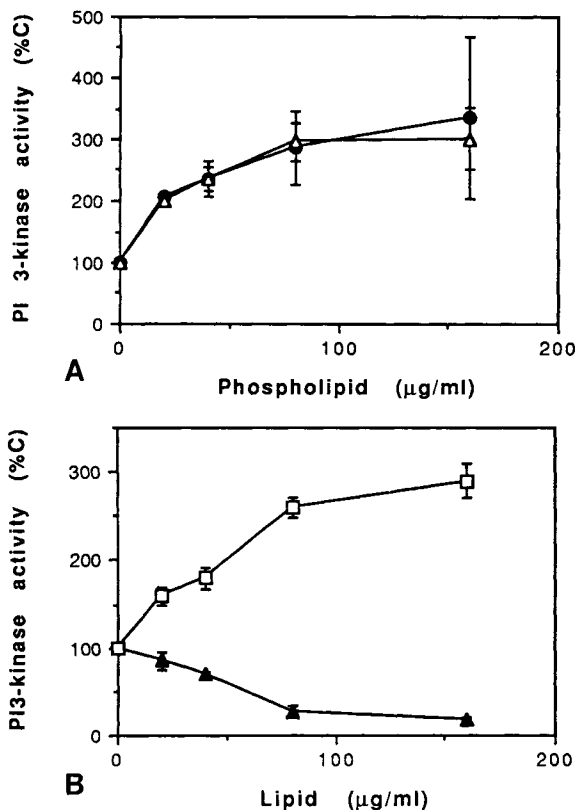 PI 3-kinase activity (%C)
500
400
300
200
100
0
0
100
200
A
Phospholipid (µg/ml)
PI3-kinase activity (%C)
300
200
100
0
0
100
200
B
Lipid (µg/ml)